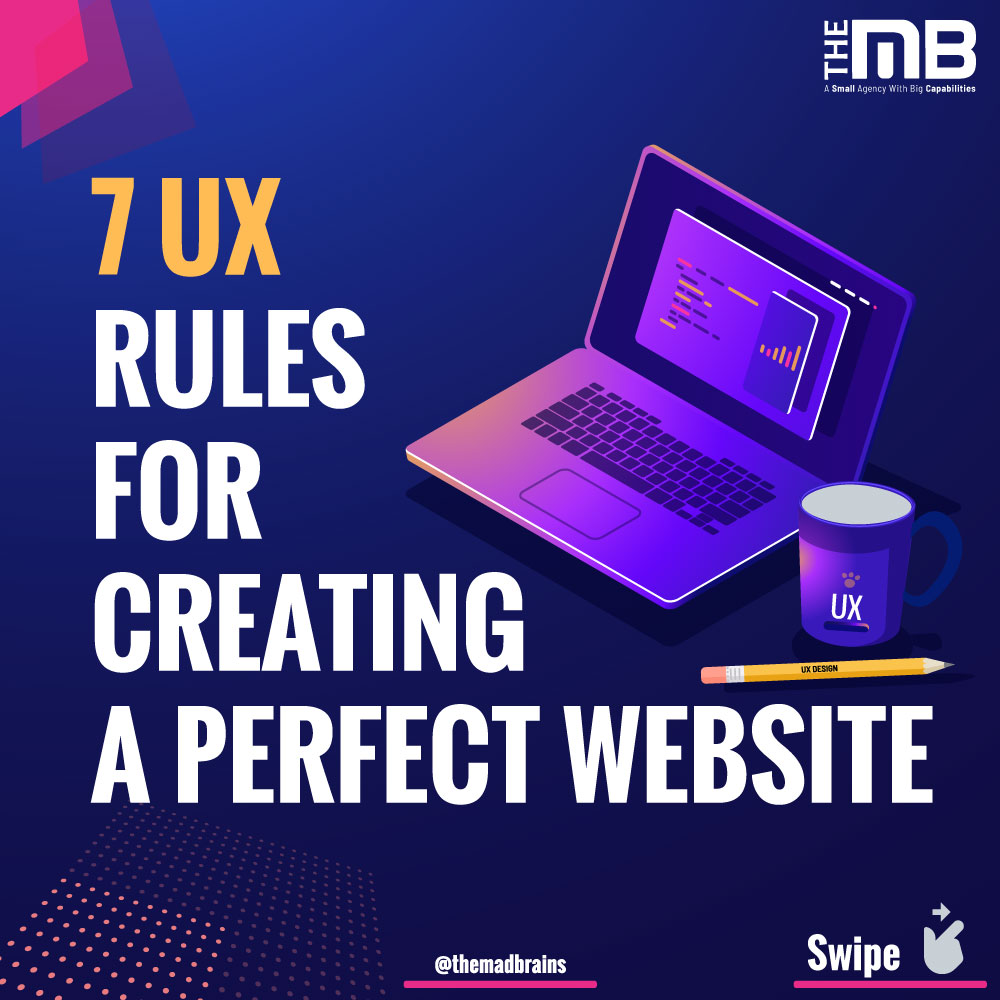 THE MB
A Small Agency With Big Capabilities
7 UX
RULES
FOR
CREATING
A PERFECT WEBSITE
UX
UX DESIGN
@themadbrains
Swipe